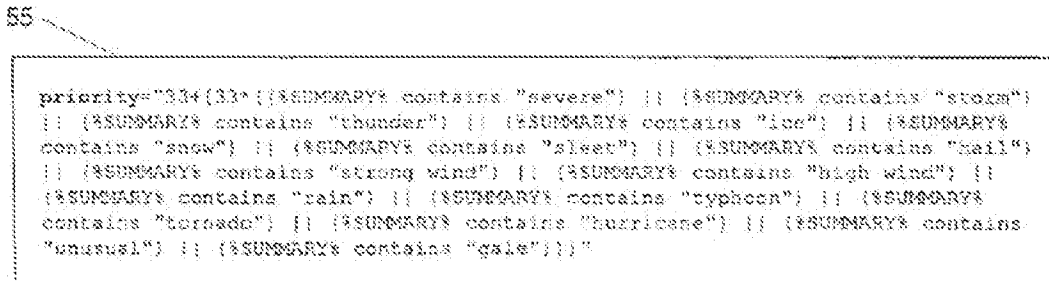 55
priority="33+(33*((%SUMMARY% contains "severe") || (%SUMMARY% contains "storm")
|| (%SUMMARY% contains "thunder") || (%SUMMARY% contains "ice") || (%SUMMARY%
contains "snow") || (%SUMMARY% contains "sleet") || (%SUMMARY% contains "hail")
|| (%SUMMARY% contains "strong wind") || (%SUMMARY% contains "high wind") ||
(%SUMMARY% contains "rain") || (%SUMMARY% contains "typhoon") || (%SUMMARY%
contains "tornado") || (%SUMMARY% contains "hurricane") || (%SUMMARY% contains
"unusual") || (%SUMMARY% contains "gale")))"